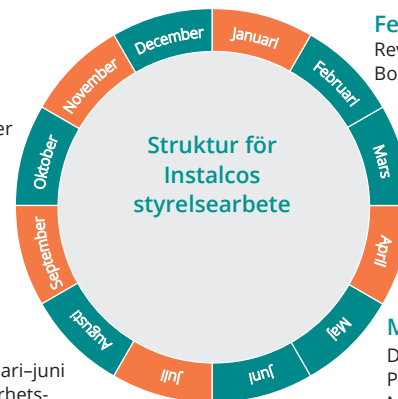 December
Januari
Februari
Mars
April
Maj
Juni
Juli
Augusti
September
Oktober
November
Struktur för
Instalcos
styrelsearbete
Fe
Rev
Bo
er
ari–juni
rhets-
M
D
P